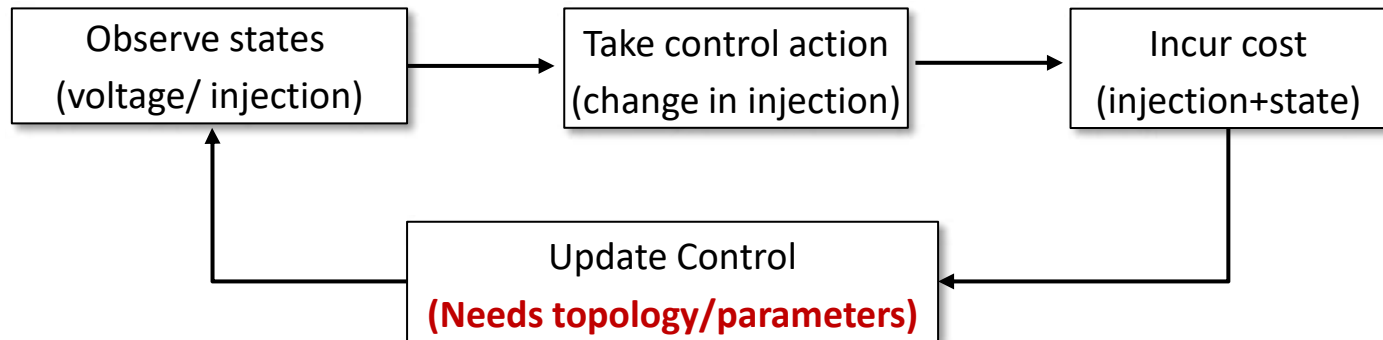 Observe states
(voltage/ injection)
Take control action
(change in injection)
Incur cost
(injection+state)
Update Control
(Needs topology/parameters)